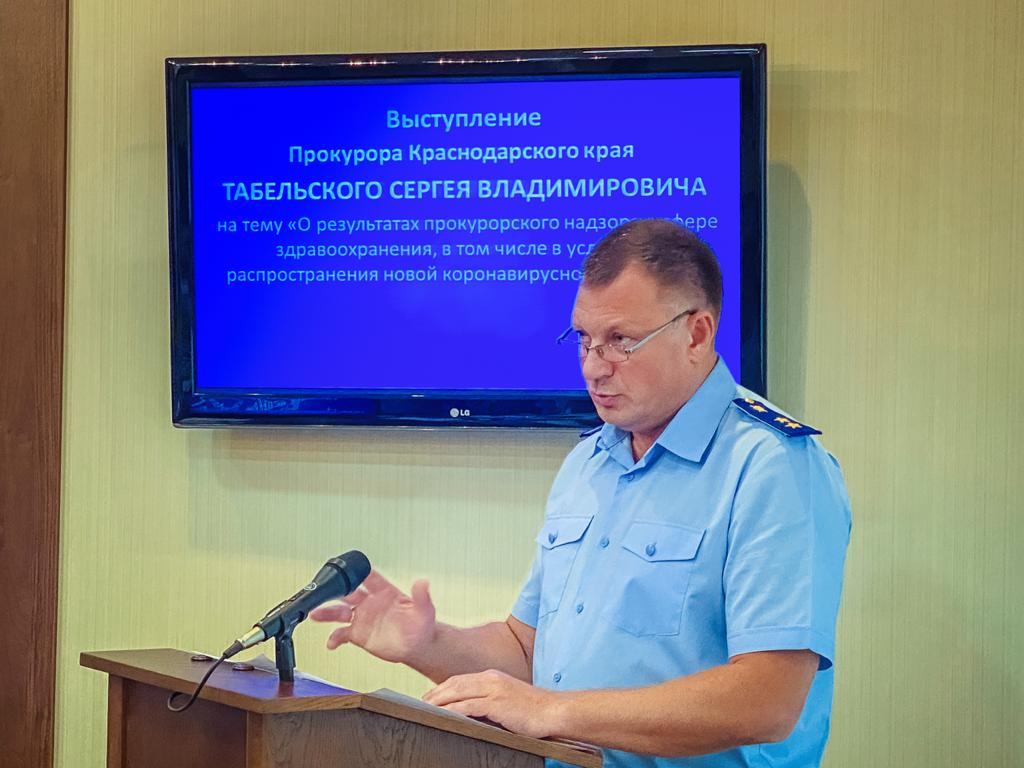 Выступление
Прокурора Краснодарского края
ТАБЕЛЬСКОГО СЕРГЕЯ ВЛАДИМИРОВИЧА
на тему «О результатах прокурорского
здравоохранения, в том числе в
распространения новой
LG